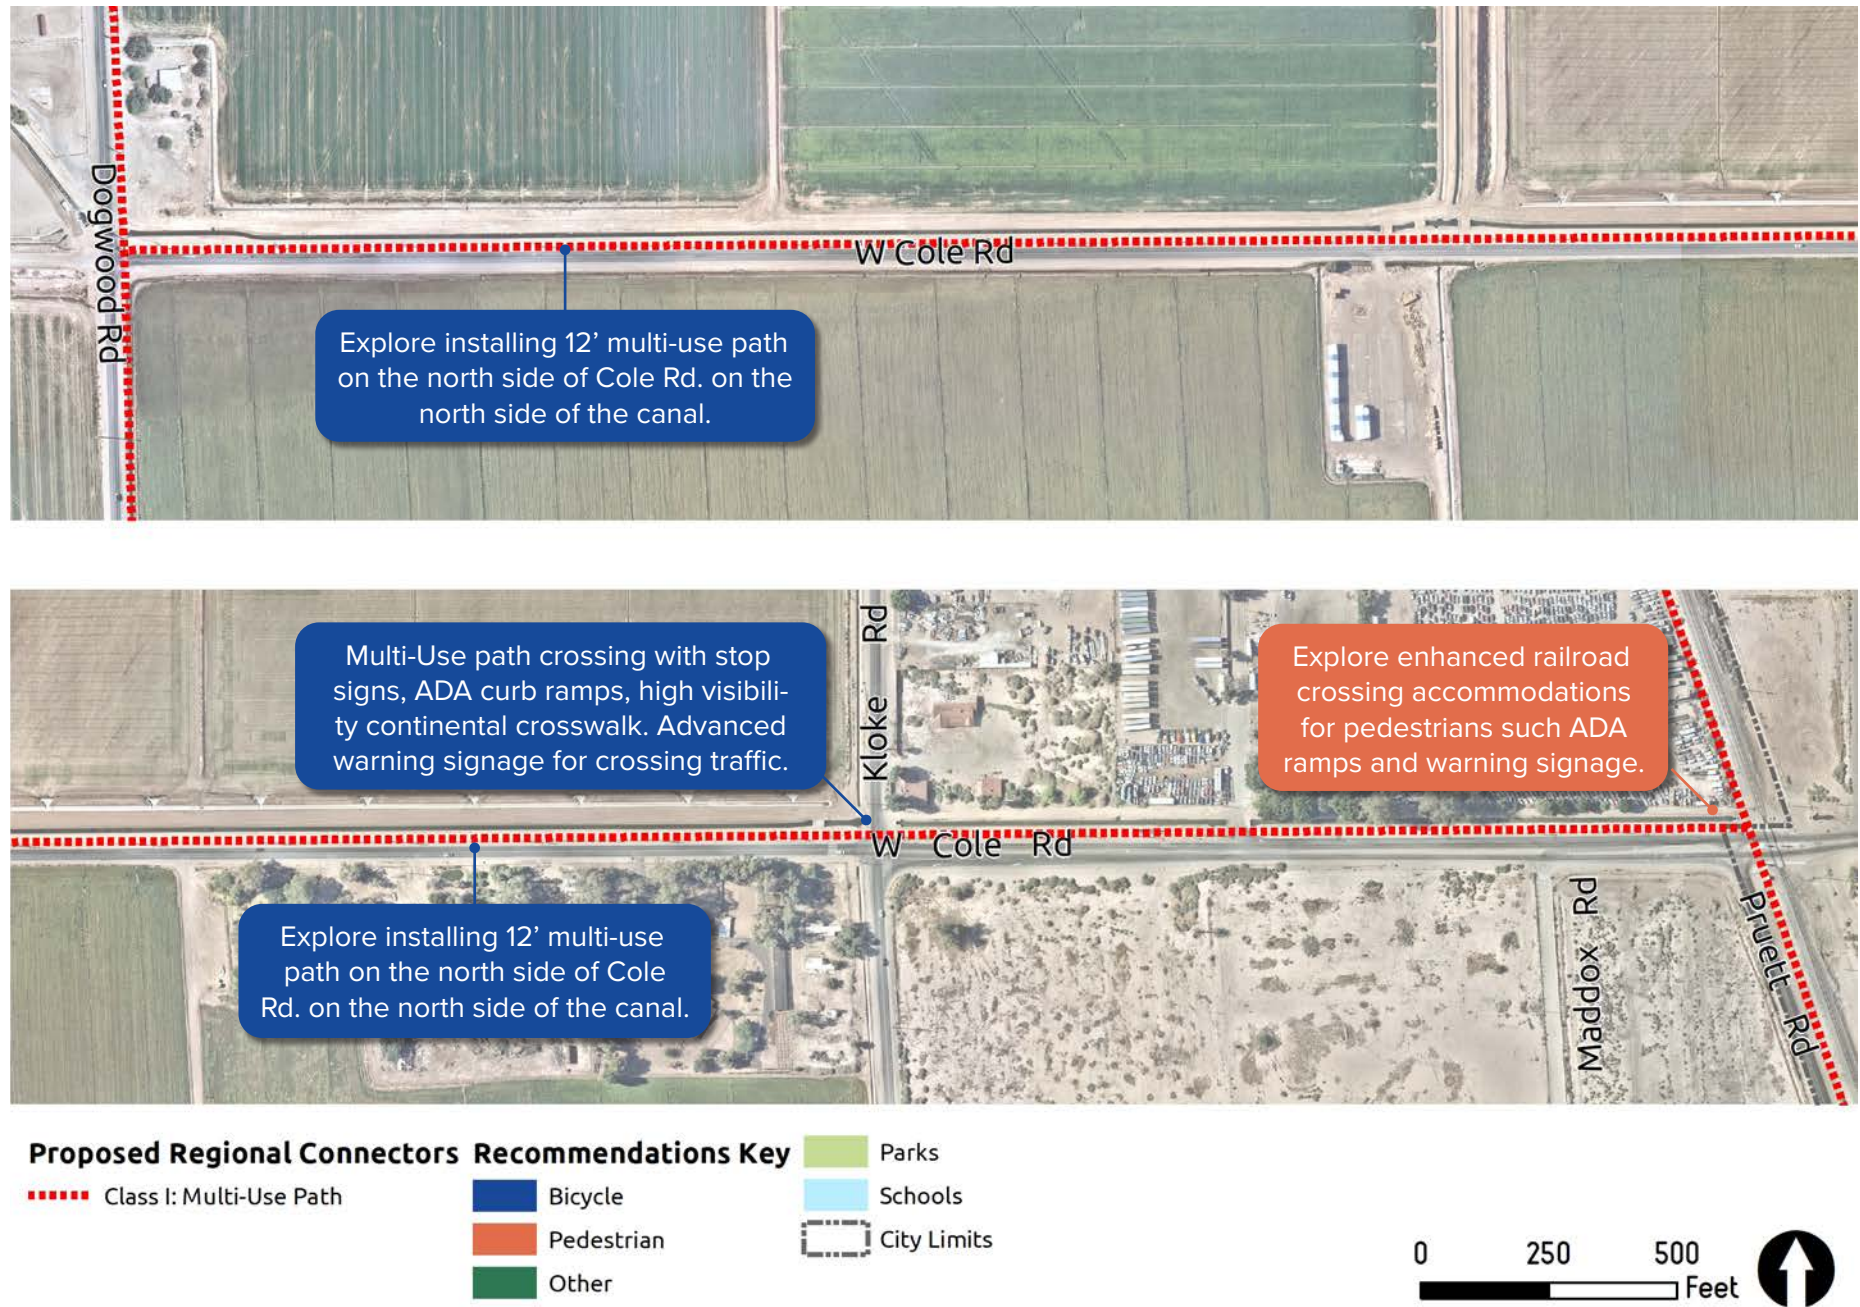 Dogwood Rd
W Cole Rd
Explore installing 12’ multi-use path
on the north side of Cole Rd. on the
north side of the canal.
Multi-Use path crossing with stop
signs, ADA curb ramps, high visibili-
ty continental crosswalk. Advanced
warning signage for crossing traffic.
Kloke Rd
Explore enhanced railroad
crossing accommodations
for pedestrians such ADA
ramps and warning signage.
W Cole Rd
Explore installing 12’ multi-use
path on the north side of Cole
Rd. on the north side of the canal.
Maddox Rd
Pruett Rd
Proposed Regional Connectors
Class I: Multi-Use Path
Recommendations Key
Bicycle
Pedestrian
Other
Parks
Schools
City Limits
0 250 500
Feet